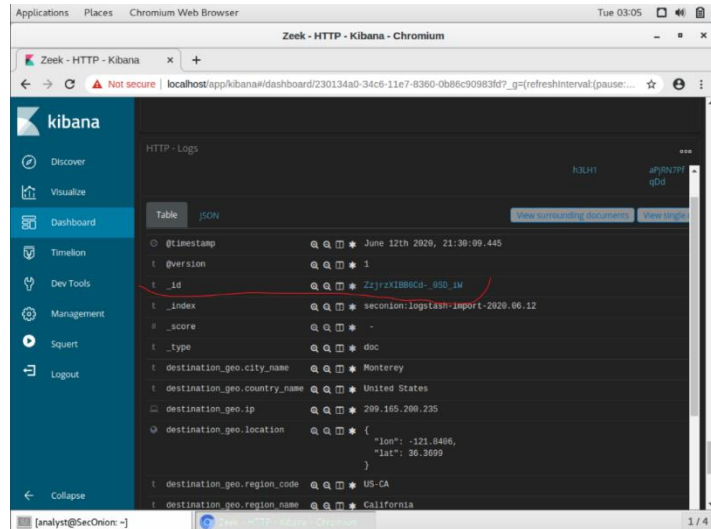 Applications Places Chromium Web Browser Tue 03:05
Zeek - HTTP - Kibana - Chromium
Zeek - HTTP - Kibana
Not secure | localhost/app/kibana#/dashboard/230134a0-34c6-11e7-8360-0b86c90983fd?_g=(refreshInterval:(pause:...
kibana
Discover
Visualize
Dashboard
Timelion
Dev Tools
Management
Squert
Logout
Collapse
HTTP - Logs
h3LH1 aPjRN7Pf
qDd
Table JSON View surrounding documents View single
@timestamp June 12th 2020, 21:30:09.445
t @version 1
t _id
t _index seconion:logstash-import-2020.06.12
# _score -
t _type doc
t destination_geo.city_name Monterey
t destination_geo.country_name United States
destination_geo.ip 209.165.200.235
destination_geo.location {
"lon": -121.8406,
"lat": 36.3699
}
t destination_geo.region_code US-CA
t destination_geo.region_name California
[analyst@SecOnion: ~] Zeek - HTTP - Kibana - Chromium 1 / 4